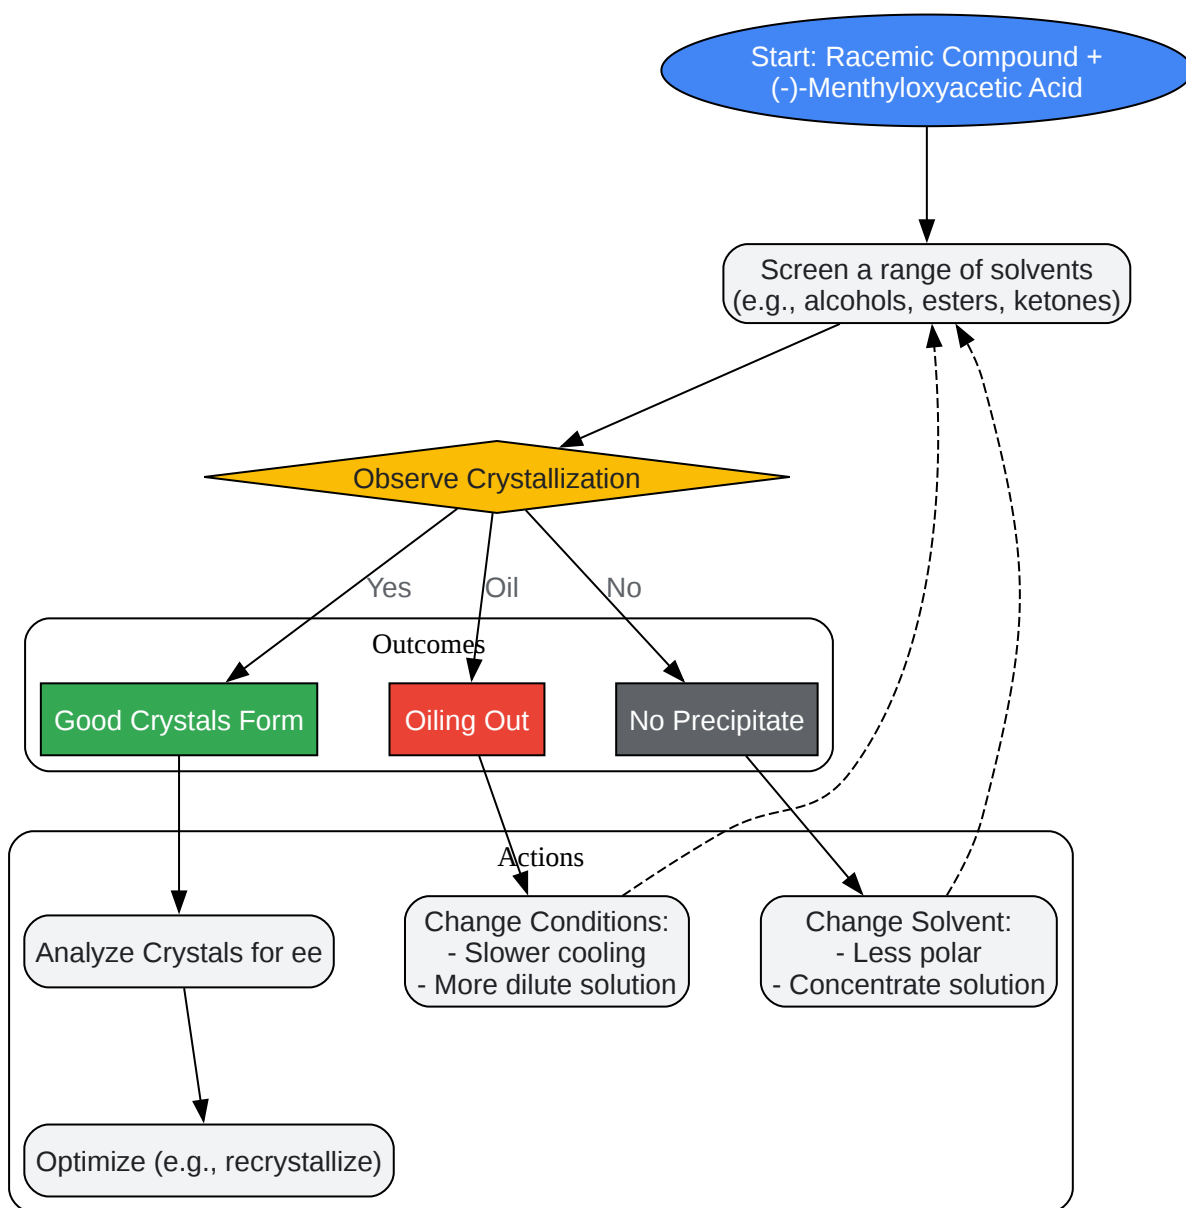 Start: Racemic Compound +
(-)-Menthyloxyacetic Acid
Screen a range of solvents
(e.g., alcohols, esters, ketones)
Observe Crystallization
Yes
Oil
No
Outcomes
Good Crystals Form
Oiling Out
No Precipitate
Actions
Analyze Crystals for ee
Change Conditions:
- Slower cooling
- More dilute solution
Change Solvent:
- Less polar
- Concentrate solution
Optimize (e.g., recrystallize)